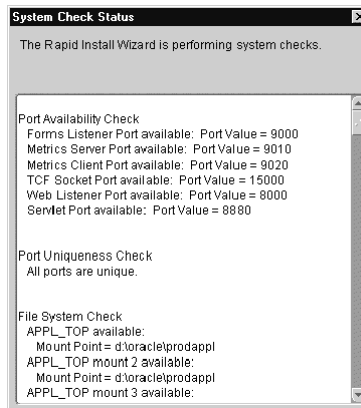 System Check Status
The Rapid Install Wizard is performing system checks.
Port Availability Check
Forms Listener Port available: Port Value = 9000
Metrics Server Port available: Port Value = 9010
Metrics Client Port available: Port Value = 9020
TCF Socket Port available: Port Value = 15000
Web Listener Port available: Port Value = 8000
Servlet Port available: Port Value = 8880
Port Uniqueness Check
All ports are unique.
File System Check
APPL_TOP available:
Mount Point = d:\oracle\prodappl
APPL_TOP mount 2 available:
Mount Point = d:\oracle\prodappl
APPL_TOP mount 3 available: